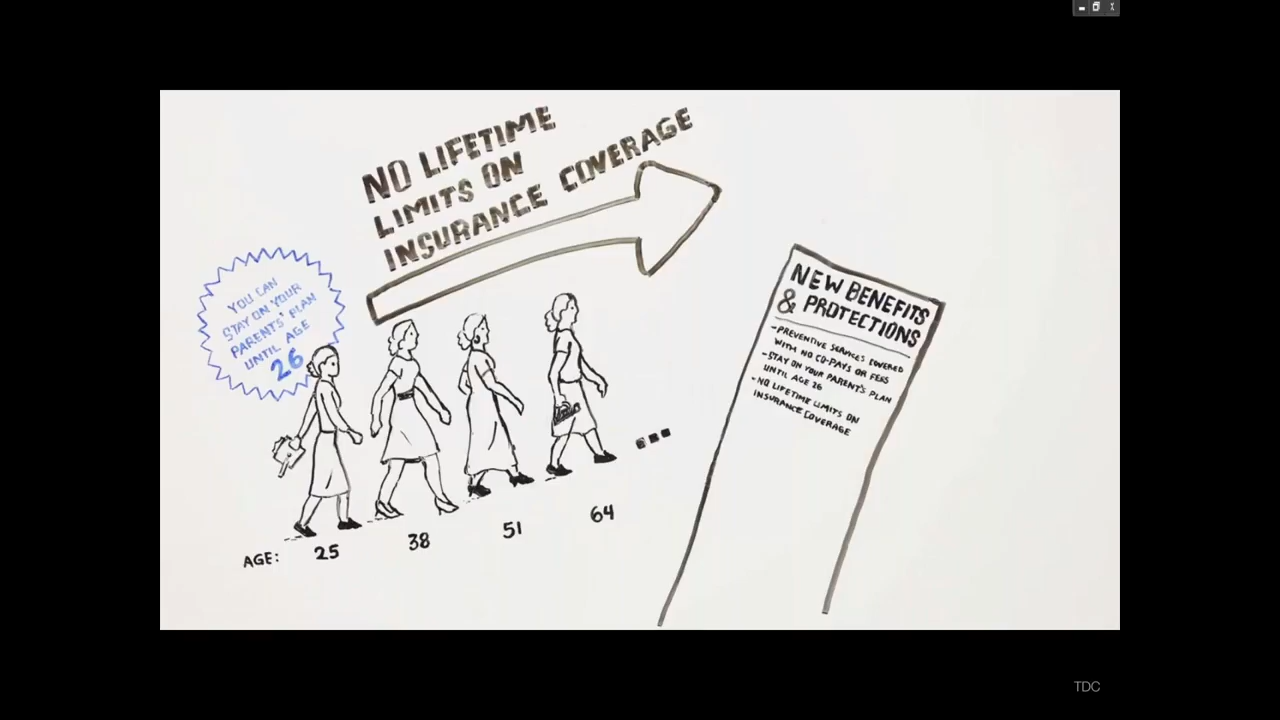 NO LIFETIME
LIMITS ON
INSURANCE COVERAGE
YOU CAN
STAY ON YOUR
PARENTS' PLAN
UNTIL AGE
26
AGE: 25 38 51 64
NEW BENEFITS
& PROTECTIONS
-PREVENTIVE SERVICES COVERED
WITH NO CO-PAYS OR FEES
-STAY ON YOUR PARENT'S PLAN
UNTIL AGE 26
-NO LIFETIME LIMITS ON
INSURANCE COVERAGE
TDC